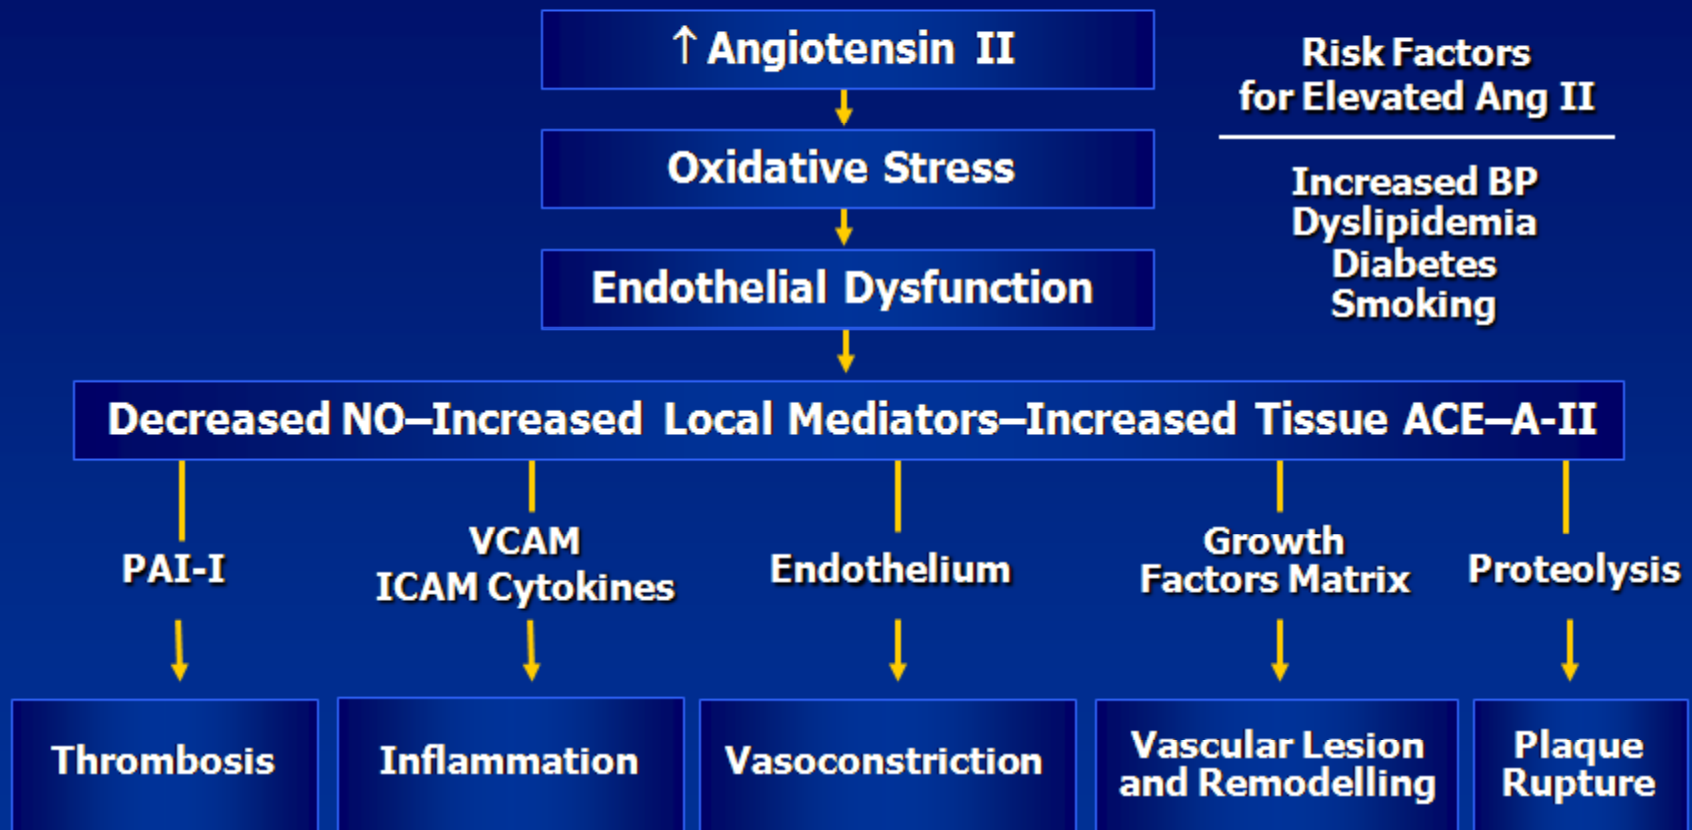 ↑ Angiotensin II
Oxidative Stress
Endothelial Dysfunction
Risk Factors
for Elevated Ang II
Increased BP
Dyslipidemia
Diabetes
Smoking
Decreased NO–Increased Local Mediators–Increased Tissue ACE–A-II
PAI-I
VCAM
ICAM Cytokines
Endothelium
Growth
Factors Matrix
Proteolysis
Thrombosis
Inflammation
Vasoconstriction
Vascular Lesion
and Remodelling
Plaque
Rupture